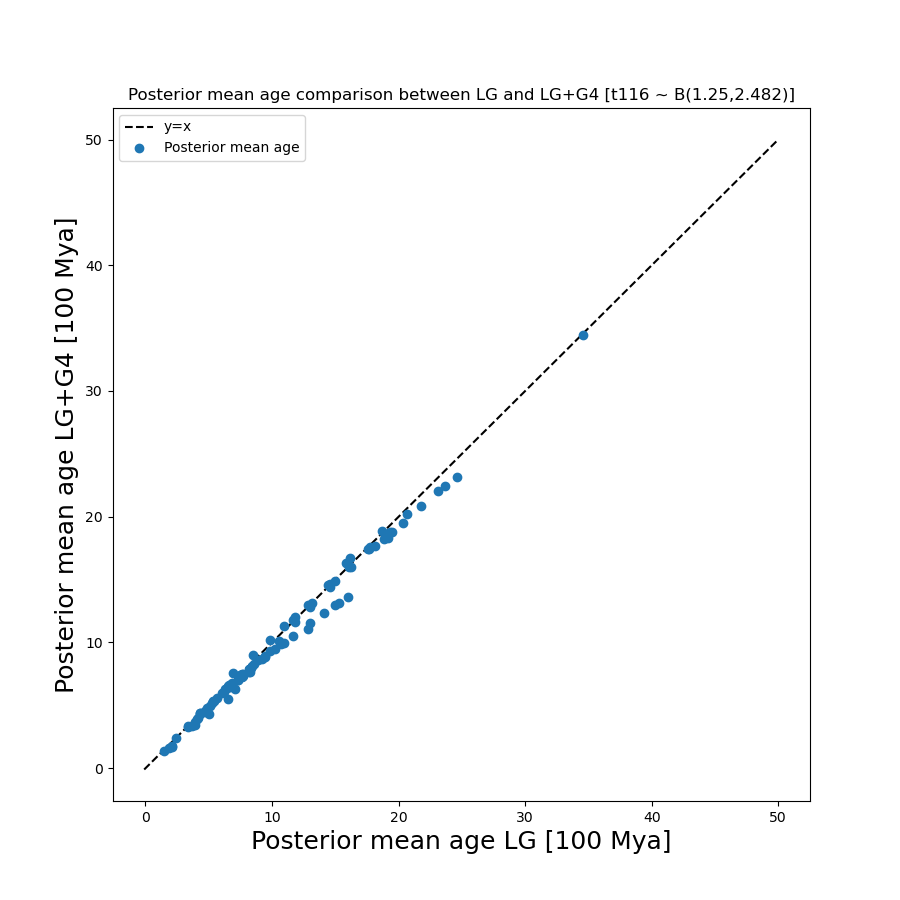 Posterior mean age comparison between LG and LG+G4 [t116 ~ B(1.25,2.482)]
y=x
Posterior mean age
50
40
30
20
10
0
Posterior mean age LG+G4 [100 Mya]
0 10 20 30 40 50
Posterior mean age LG [100 Mya]